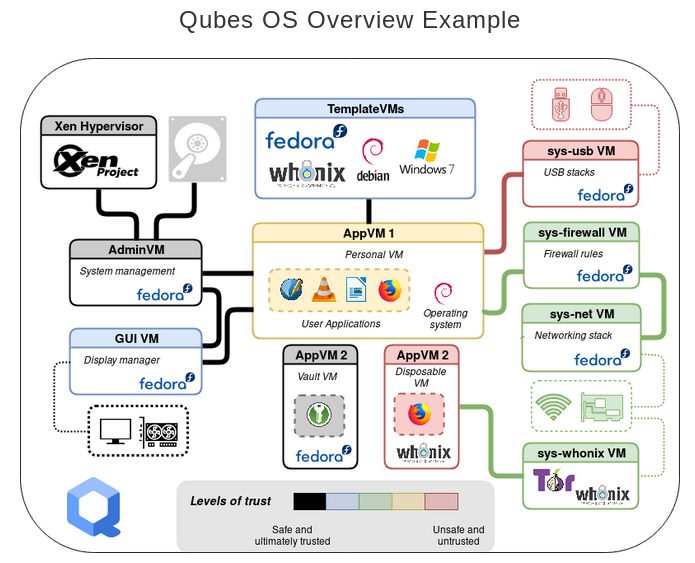 Qubes OS Overview Example
Xen Hypervisor
Xen
Project
TemplateVMs
fedora
whonix
debian
Windows 7
sys-usb VM
USB stacks
fedora
AdminVM
System management
fedora
AppVM 1
Personal VM
User Applications
Operating
system
sys-firewall VM
Firewall rules
fedora
sys-net VM
Networking stack
fedora
GUI VM
Display manager
fedora
AppVM 2
Vault VM
fedora
AppVM 2
Disposable
VM
whonix
sys-whonix VM
Tor
whonix
Levels of trust
Safe and
ultimately trusted
Unsafe and
untrusted